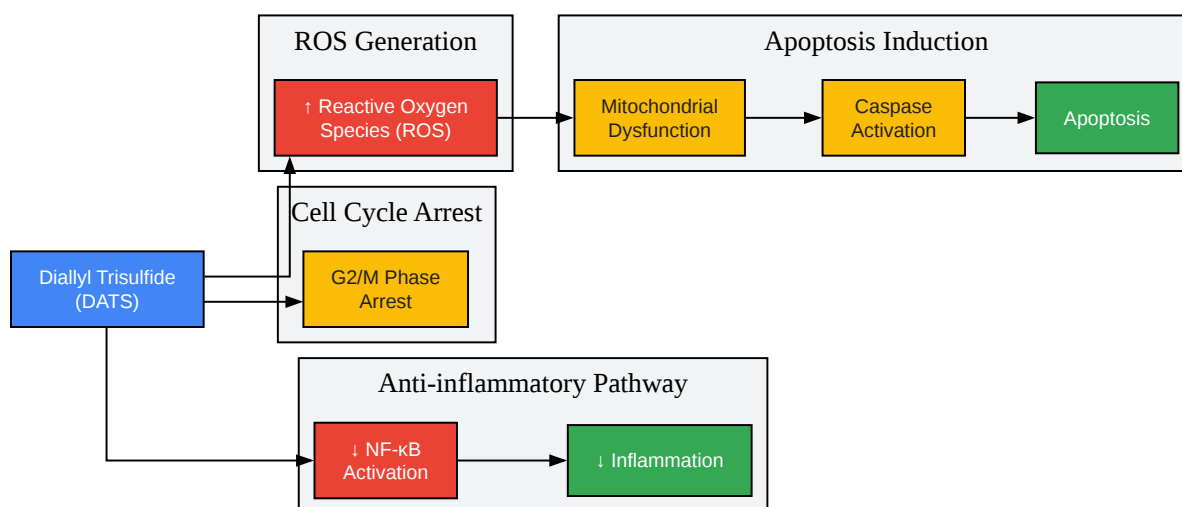 ROS Generation
↑ Reactive Oxygen
Species (ROS)
Apoptosis Induction
Mitochondrial
Dysfunction
Caspase
Activation
Apoptosis
Cell Cycle Arrest
G2/M Phase
Arrest
Diallyl Trisulfide
(DATS)
Anti-inflammatory Pathway
↓ NF-κB
Activation
↓ Inflammation